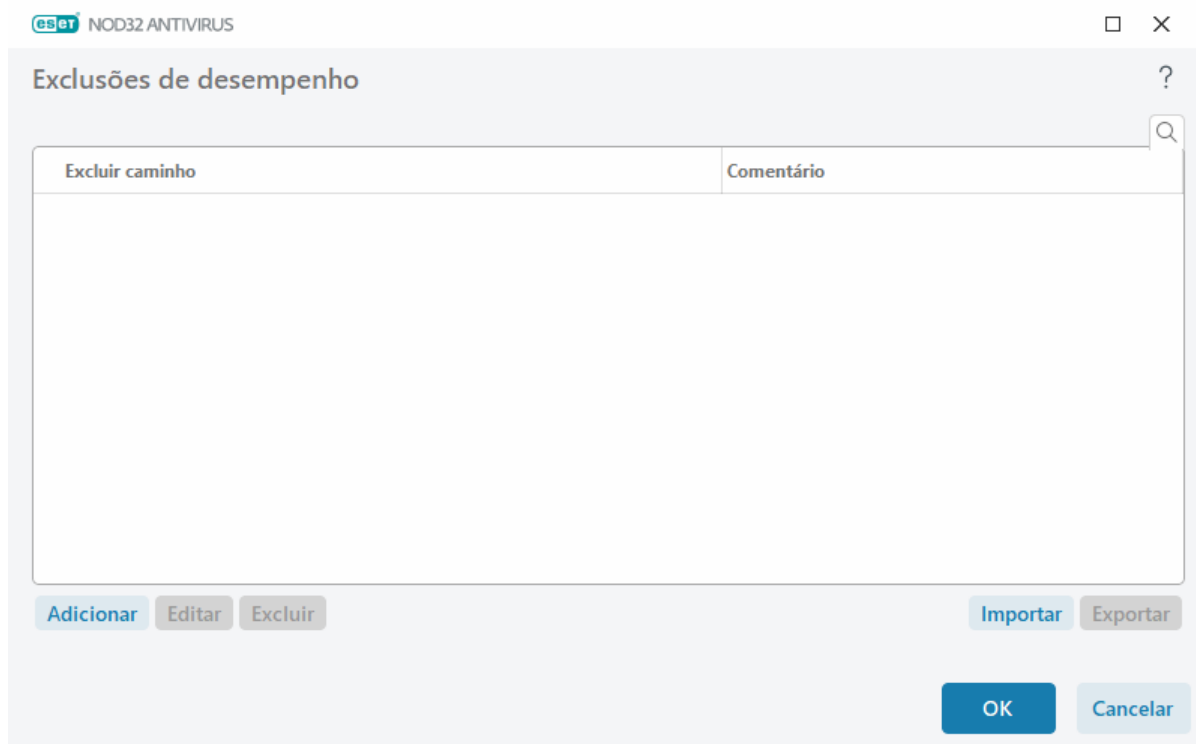 eset NOD32 ANTIVIRUS
Exclusões de desempenho
?
Excluir caminho Comentário
Adicionar Editar Excluir Importar Exportar
OK Cancelar